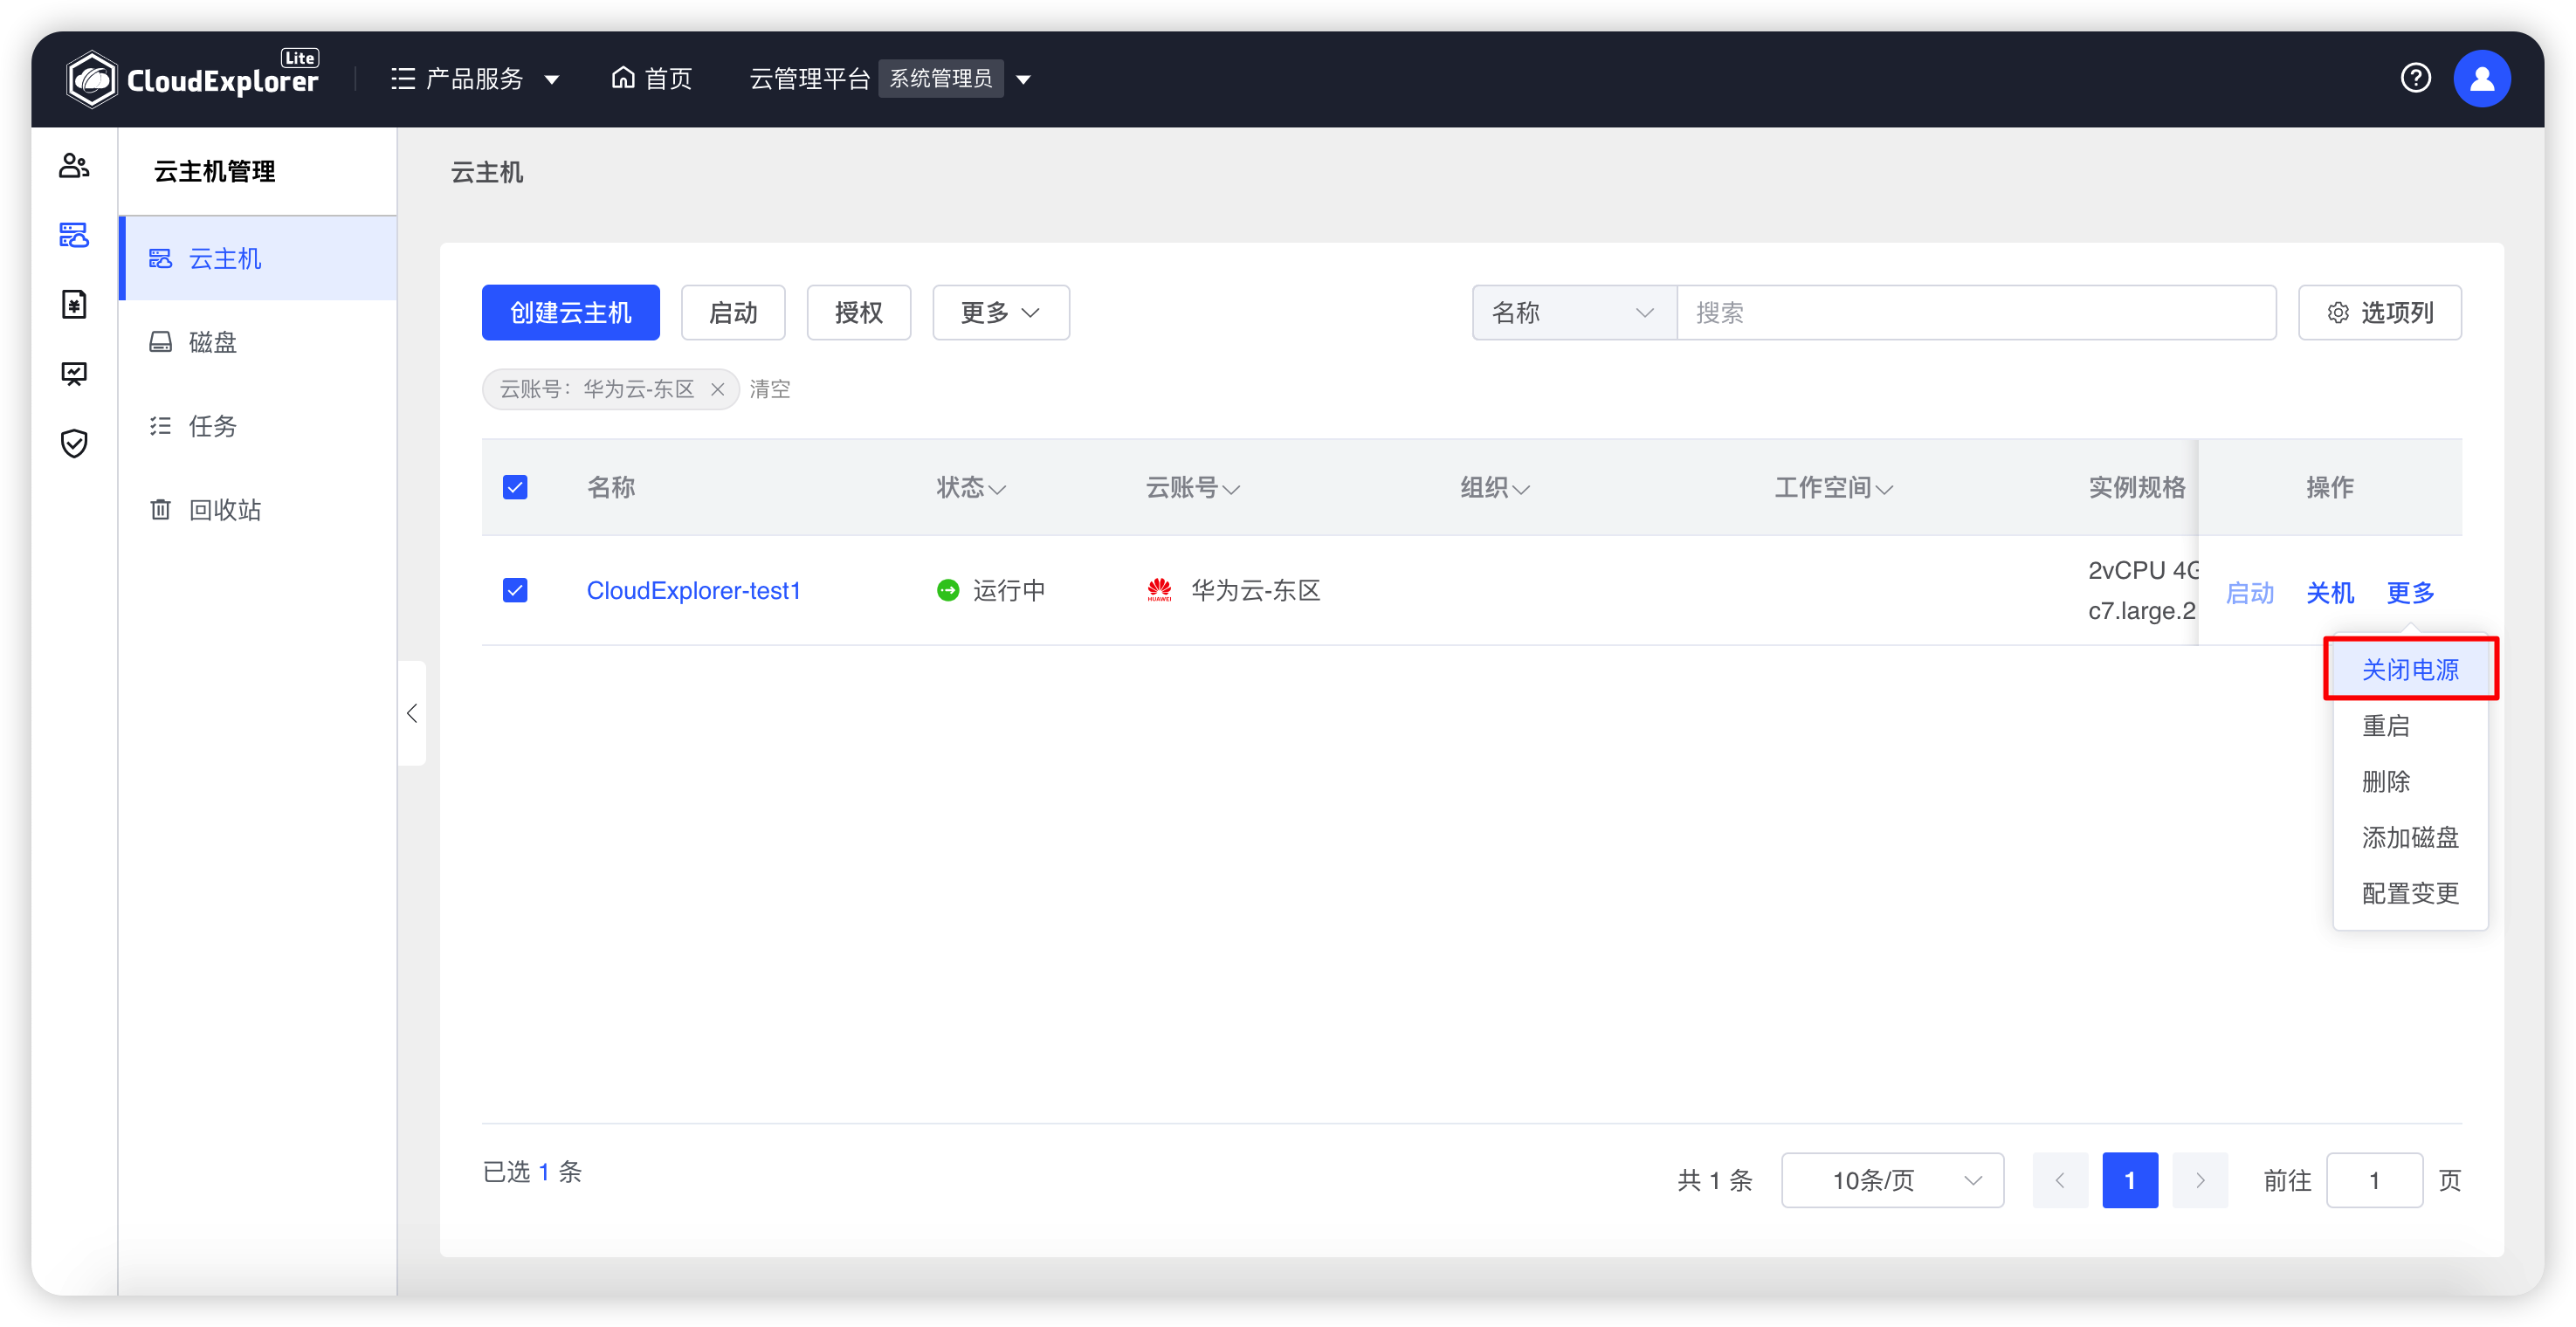 CloudExplorer Lite
产品服务
首页
云管理平台 系统管理员
云主机管理
云主机
磁盘
任务
回收站
云主机
创建云主机 启动 授权 更多
名称 搜索 选项列
云账号：华为云-东区 清空
名称 状态 云账号 组织 工作空间 实例规格 操作
CloudExplorer-test1 运行中 HUAWEI 华为云-东区 2vCPU 4G
c7.large.2
启动 关机 更多
关闭电源
重启
删除
添加磁盘
配置变更
已选 1 条
共 1 条 10条/页 1 前往 1 页